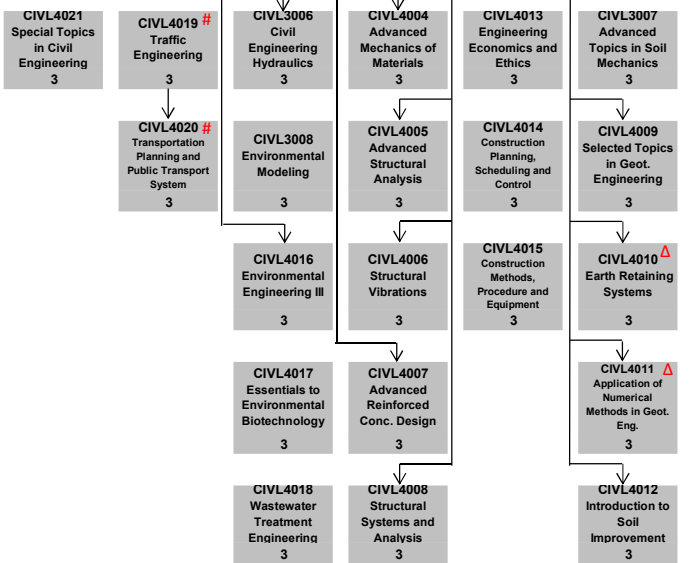 CIVL4021
Special Topics
in Civil
Engineering
3
CIVL4019 #
Traffic
Engineering
3
CIVL3006
Civil
Engineering
Hydraulics
3
CIVL4004
Advanced
Mechanics of
Materials
3
CIVL4013
Engineering
Economics and
Ethics
3
CIVL3007
Advanced
Topics in Soil
Mechanics
3
CIVL4020 #
Transportation
Planning and
Public Transport
System
3
CIVL3008
Environmental
Modeling
3
CIVL4005
Advanced
Structural
Analysis
3
CIVL4014
Construction
Planning,
Scheduling and
Control
3
CIVL4009
Selected Topics
in Geot.
Engineering
3
CIVL4016
Environmental
Engineering III
3
CIVL4006
Structural
Vibrations
3
CIVL4015
Construction
Methods,
Procedure and
Equipment
3
CIVL4010 Δ
Earth Retaining
Systems
3
CIVL4017
Essentials to
Environmental
Biotechnology
3
CIVL4007
Advanced
Reinforced
Conc. Design
3
CIVL4011 Δ
Application of
Numerical
Methods in Geot.
Eng.
3
CIVL4018
Wastewater
Treatment
Engineering
3
CIVL4008
Structural
Systems and
Analysis
3
CIVL4012
Introduction to
Soil
Improvement
3